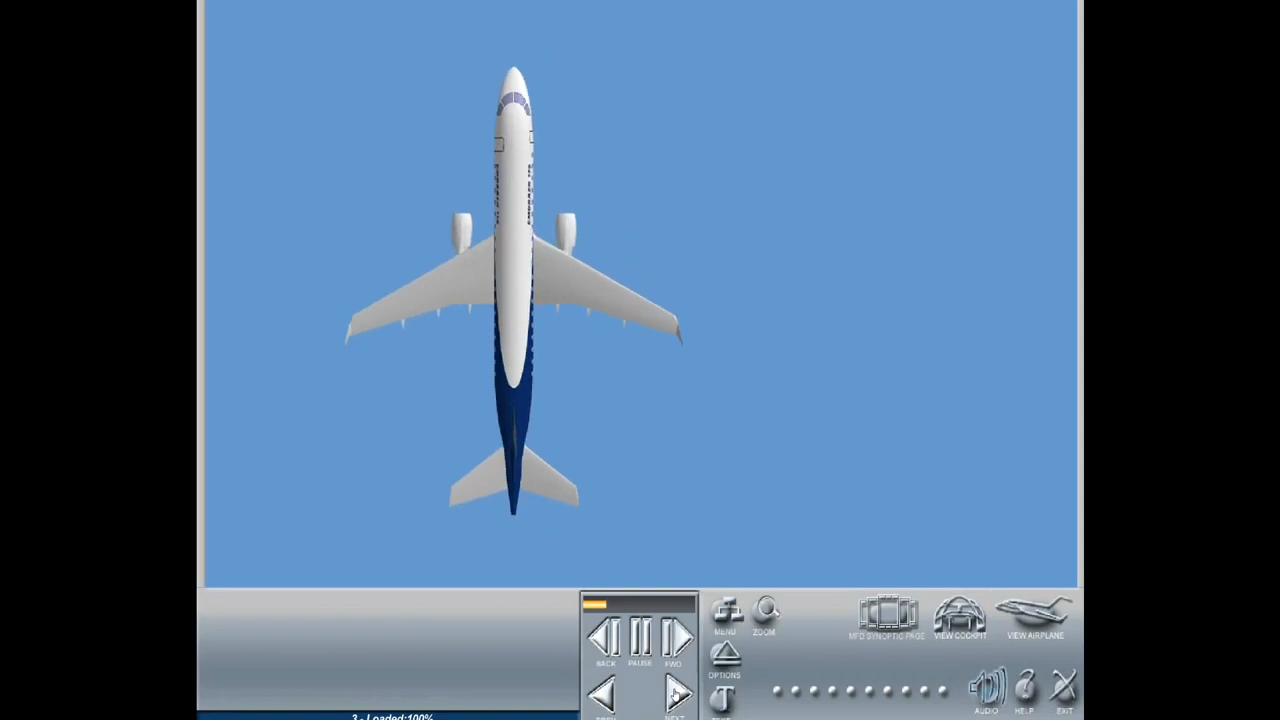 MENU
ZOOM
MFD SYNOPTIC PAGE
VIEW COCKPIT
VIEW AIRPLANE
BACK
PAUSE
FWD
OPTIONS
AUDIO
HELP
EXIT
NEXT
3 - Loaded:100%